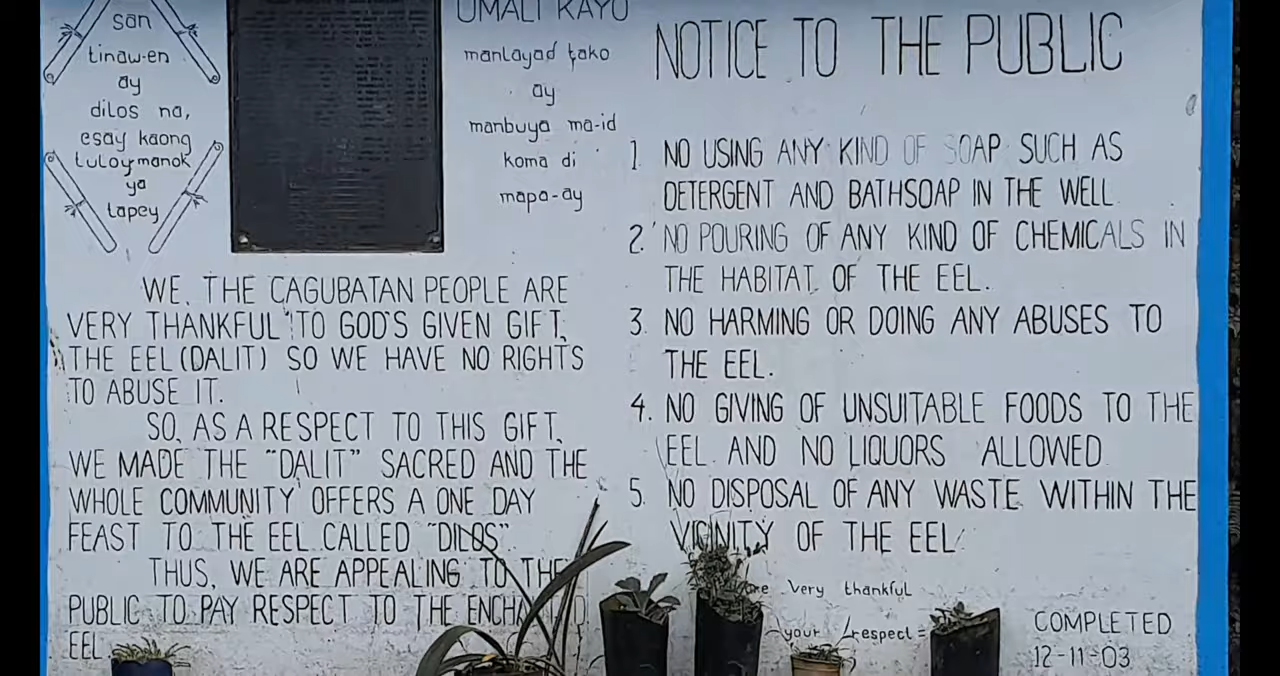 san
tinaw-en
ay
dilos na,
esay kaong
tuloymanok
ya
tapey
UMALI KAYO
manlayad tako
ay
manbuya ma-id
koma di
mapa-ay
WE, THE CAGUBATAN PEOPLE ARE
VERY THANKFUL TO GOD'S GIVEN GIFT,
THE EEL (DALIT) SO WE HAVE NO RIGHTS
TO ABUSE IT.
SO, AS A RESPECT TO THIS GIFT,
WE MADE THE "DALIT" SACRED AND THE
WHOLE COMMUNITY OFFERS A ONE DAY
FEAST TO THE EEL CALLED "DILOS".
THUS, WE ARE APPEALING TO THE
PUBLIC TO PAY RESPECT TO THE
EEL
NOTICE TO THE PUBLIC
1. NO USING ANY KIND OF SOAP SUCH AS
DETERGENT AND BATHSOAP IN THE WELL.
2. NO POURING OF ANY KIND OF CHEMICALS IN
THE HABITAT OF THE EEL.
3. NO HARMING OR DOING ANY ABUSES TO
THE EEL.
4. NO GIVING OF UNSUITABLE FOODS TO THE
EEL AND NO LIQUORS ALLOWED
5. NO DISPOSAL OF ANY WASTE WITHIN THE
VICINITY OF THE EEL.
very thankful
your respect
COMPLETED
12-11-03